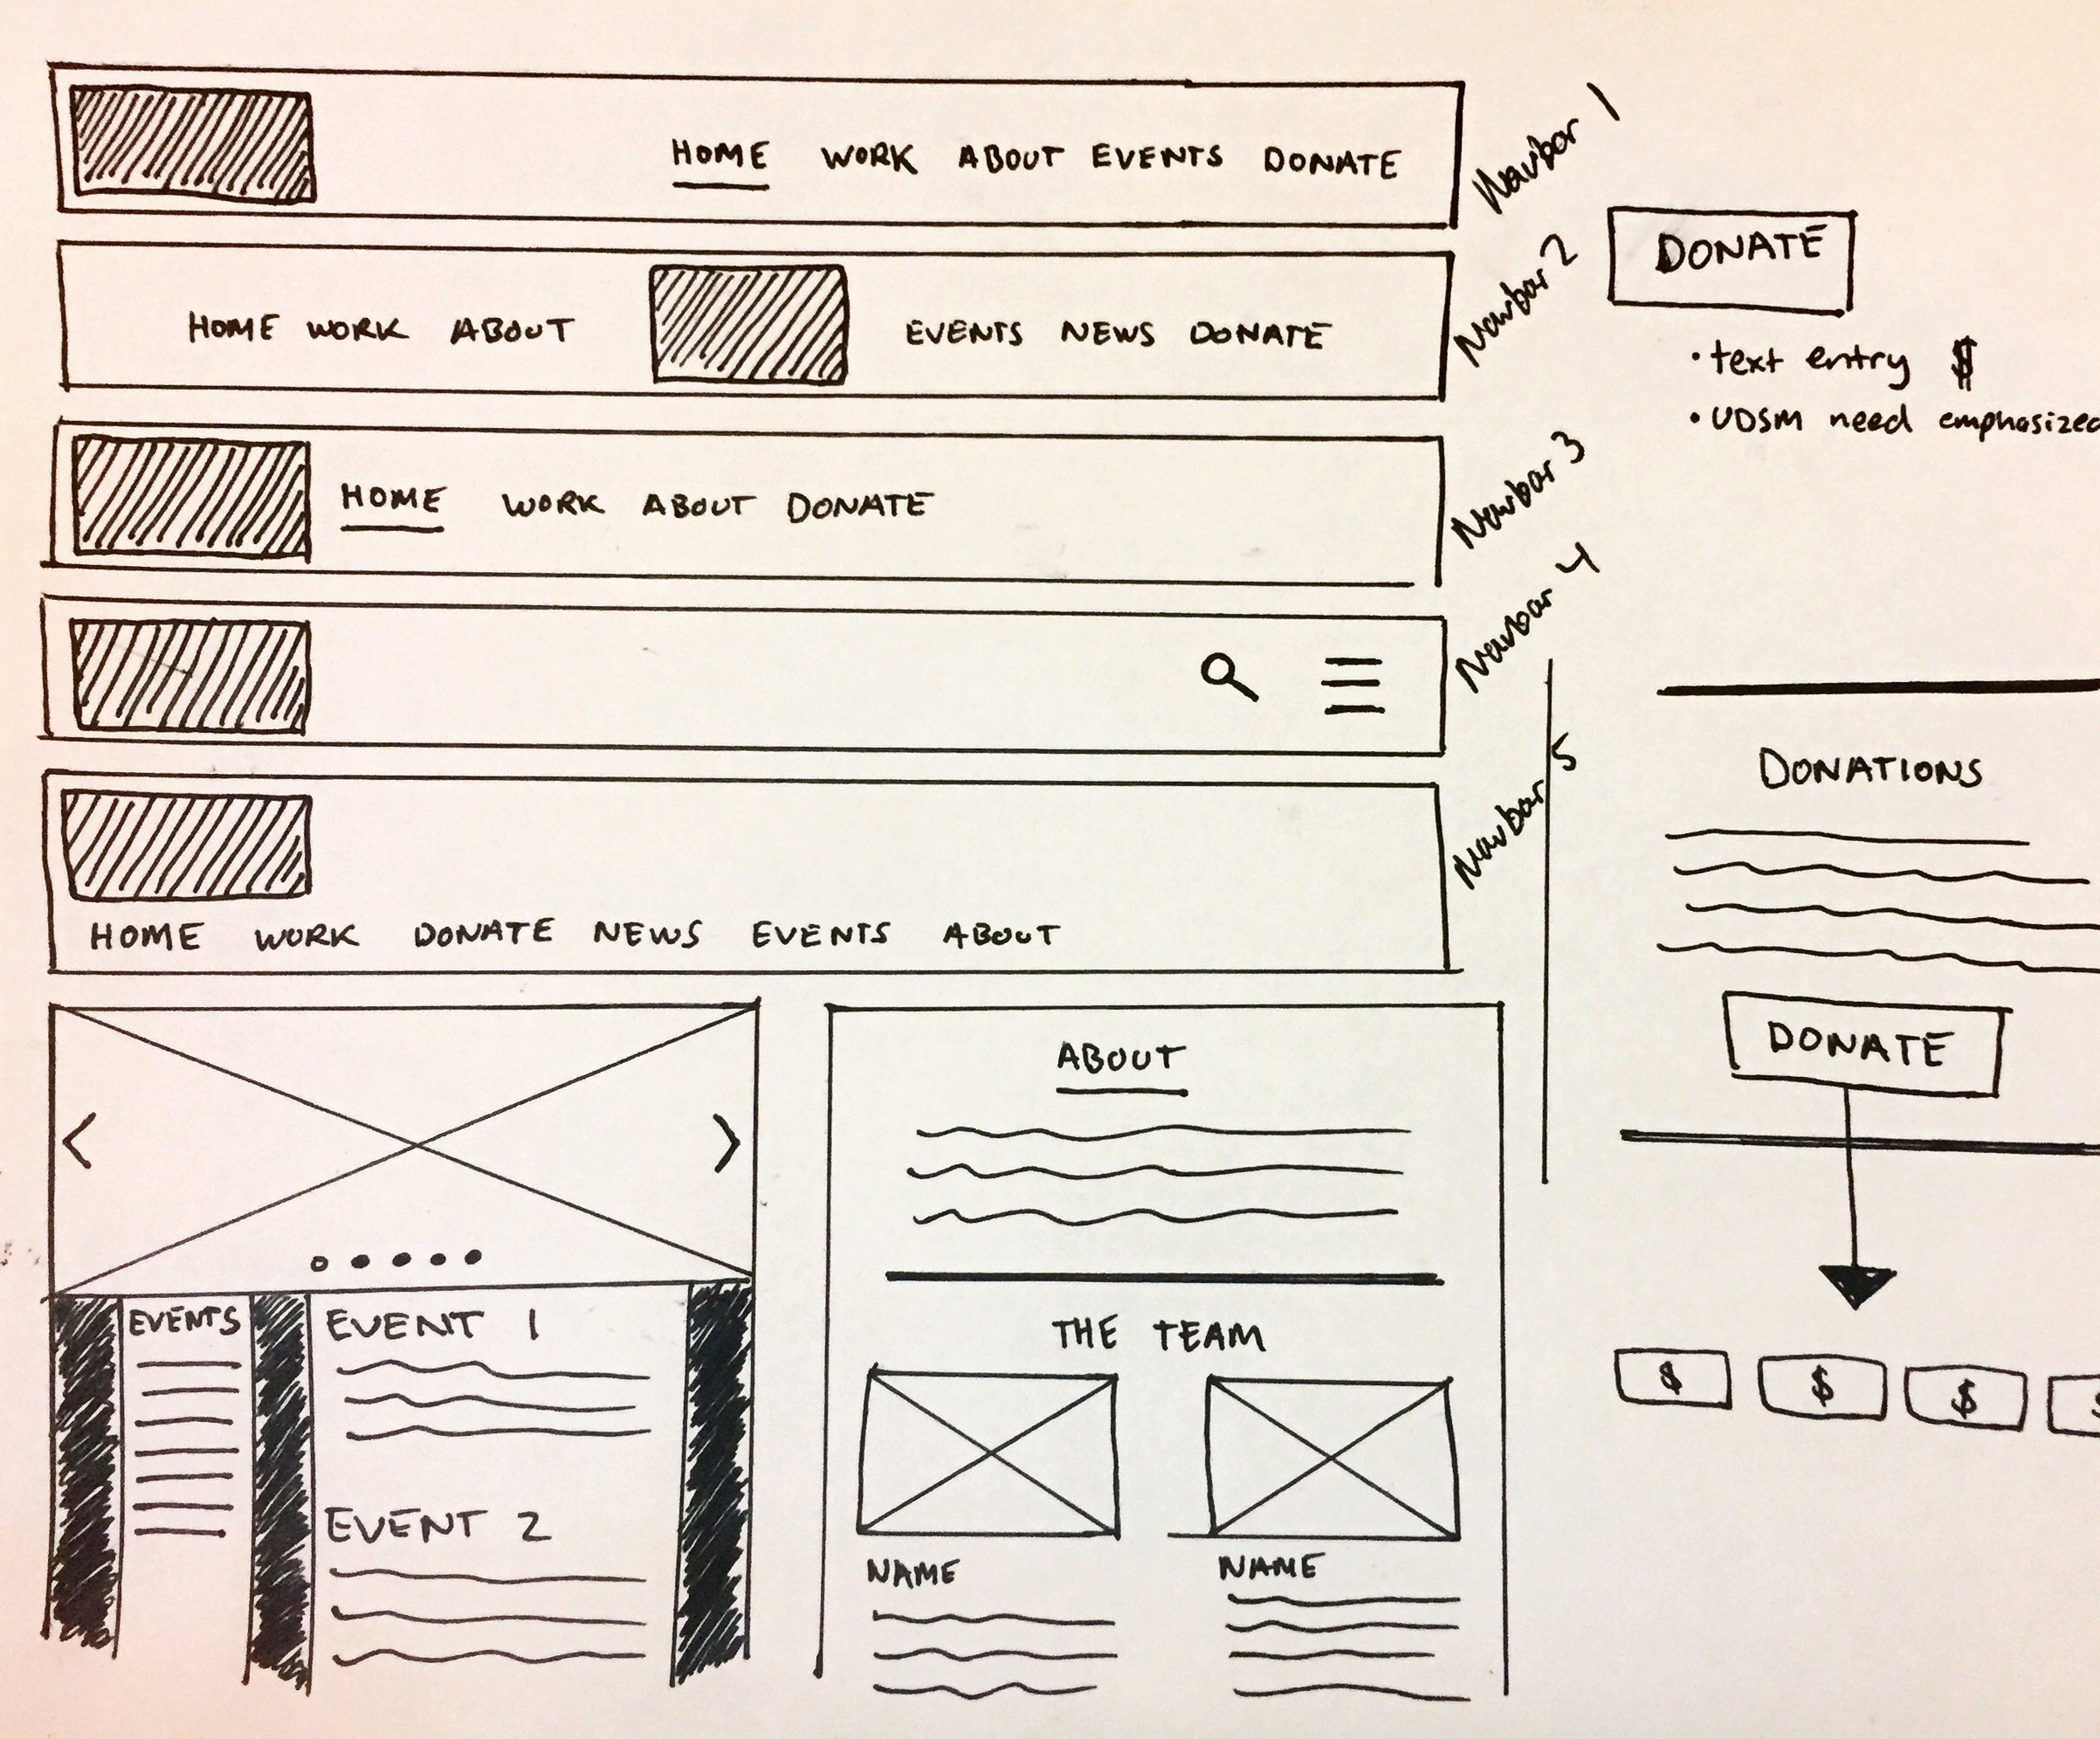 HOME WORK ABOUT EVENTS DONATE
Navbar 1
HOME WORK ABOUT EVENTS NEWS DONATE
Navbar 2
HOME WORK ABOUT DONATE
Navbar 3
Navbar 4
Navbar 5
HOME WORK DONATE NEWS EVENTS ABOUT
DONATE
• text entry $
• UDSM need emphasized
DONATIONS
DONATE
$ $ $ $
EVENTS
EVENT 1
EVENT 2
ABOUT
THE TEAM
NAME NAME